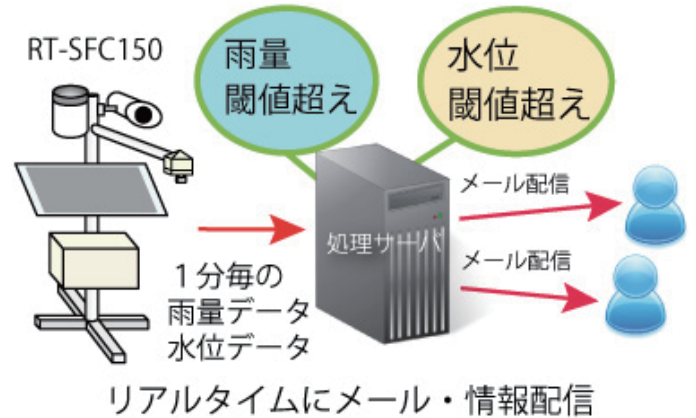 RT-SFC150
雨量
閾値超え
水位
閾値超え
処理サーバ
メール配信
メール配信
１分毎の
雨量データ
水位データ
リアルタイムにメール・情報配信